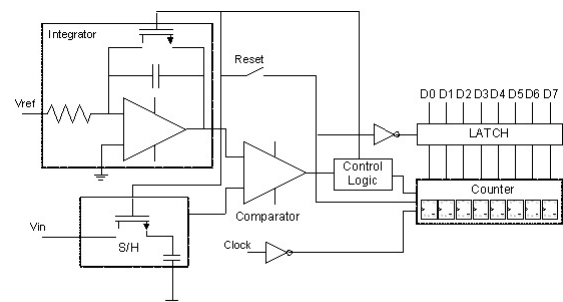 Integrator
Reset
Vref
D0 D1 D2 D3 D4 D5 D6 D7
LATCH
Control
Logic
Counter
Comparator
Vin
S/H
Clock